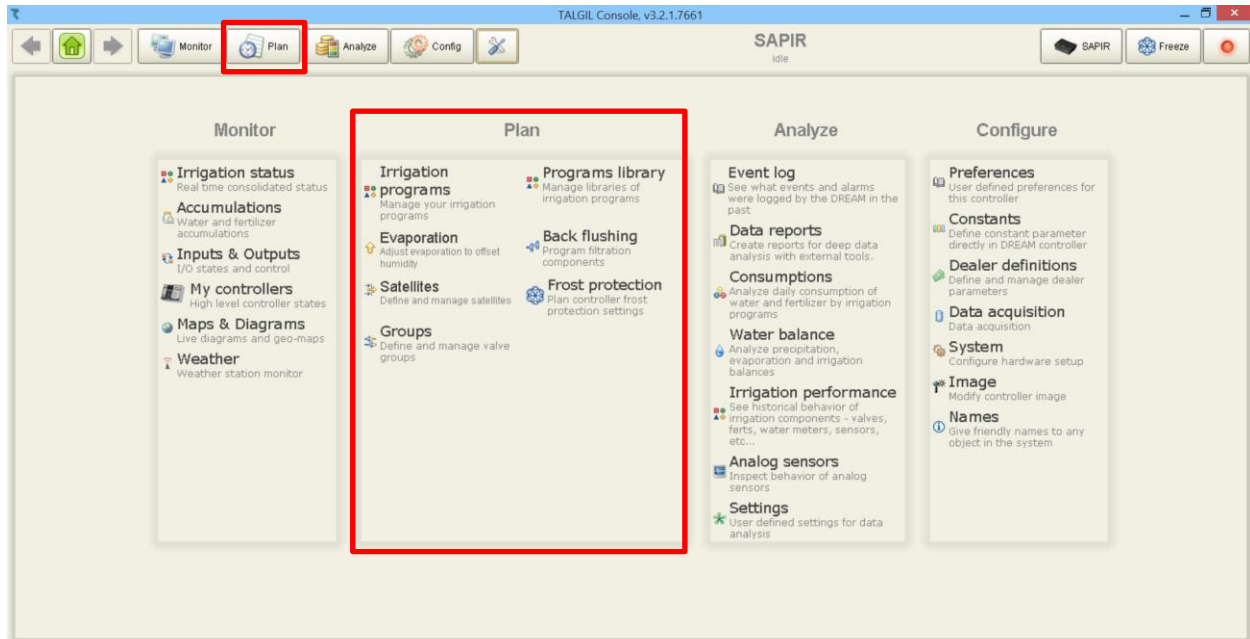 TALGIL Console, v3.2.1.7661
Monitor
Plan
Analyze
Config
SAPIR
idle
SAPIR
Freeze
Monitor
Irrigation status
Real time consolidated status
Accumulations
Water and fertilizer
accumulations
Inputs & Outputs
I/O states and control
My controllers
High level controller states
Maps & Diagrams
Live diagrams and geo-maps
Weather
Weather station monitor
Plan
Irrigation
programs
Manage your irrigation
programs
Evaporation
Adjust evaporation to offset
humidity
Satellites
Define and manage satellites
Groups
Define and manage valve
groups
Programs library
Manage libraries of
irrigation programs
Back flushing
Program filtration
components
Frost protection
Plan controller frost
protection settings
Analyze
Event log
See what events and alarms
were logged by the DREAM in the
past
Data reports
Create reports for deep data
analysis with external tools.
Consumptions
Analyze daily consumption of
water and fertilizer by irrigation
programs
Water balance
Analyze precipitation,
evaporation and irrigation
balances
Irrigation performance
See historical behavior of
irrigation components - valves,
ferts, water meters, sensors,
etc...
Analog sensors
Inspect behavior of analog
sensors
Settings
User defined settings for data
analysis
Configure
Preferences
User defined preferences for
this controller
Constants
Define constant parameter
directly in DREAM controller
Dealer definitions
Define and manage dealer
parameters
Data acquisition
Data acquisition
System
Configure hardware setup
Image
Modify controller image
Names
Give friendly names to any
object in the system